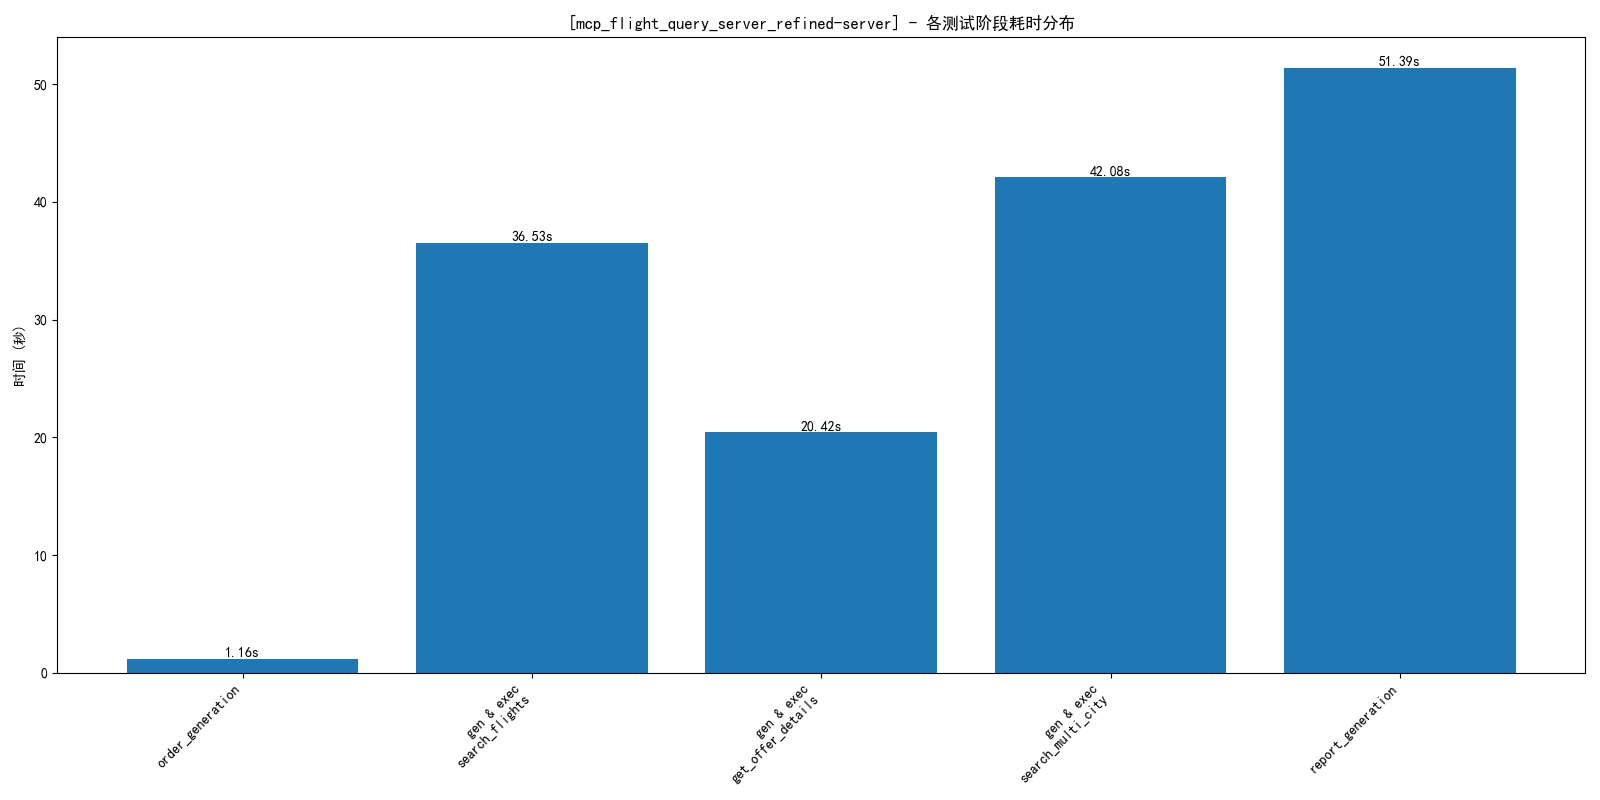 [mcp_flight_query_server_refined-server] - 各测试阶段耗时分布
时间 (秒)
50
40
30
20
10
0
1.16s
36.53s
20.42s
42.08s
51.39s
order_generation
gen & exec
search_flights
gen & exec
get_offer_details
gen & exec
search_multi_city
report_generation